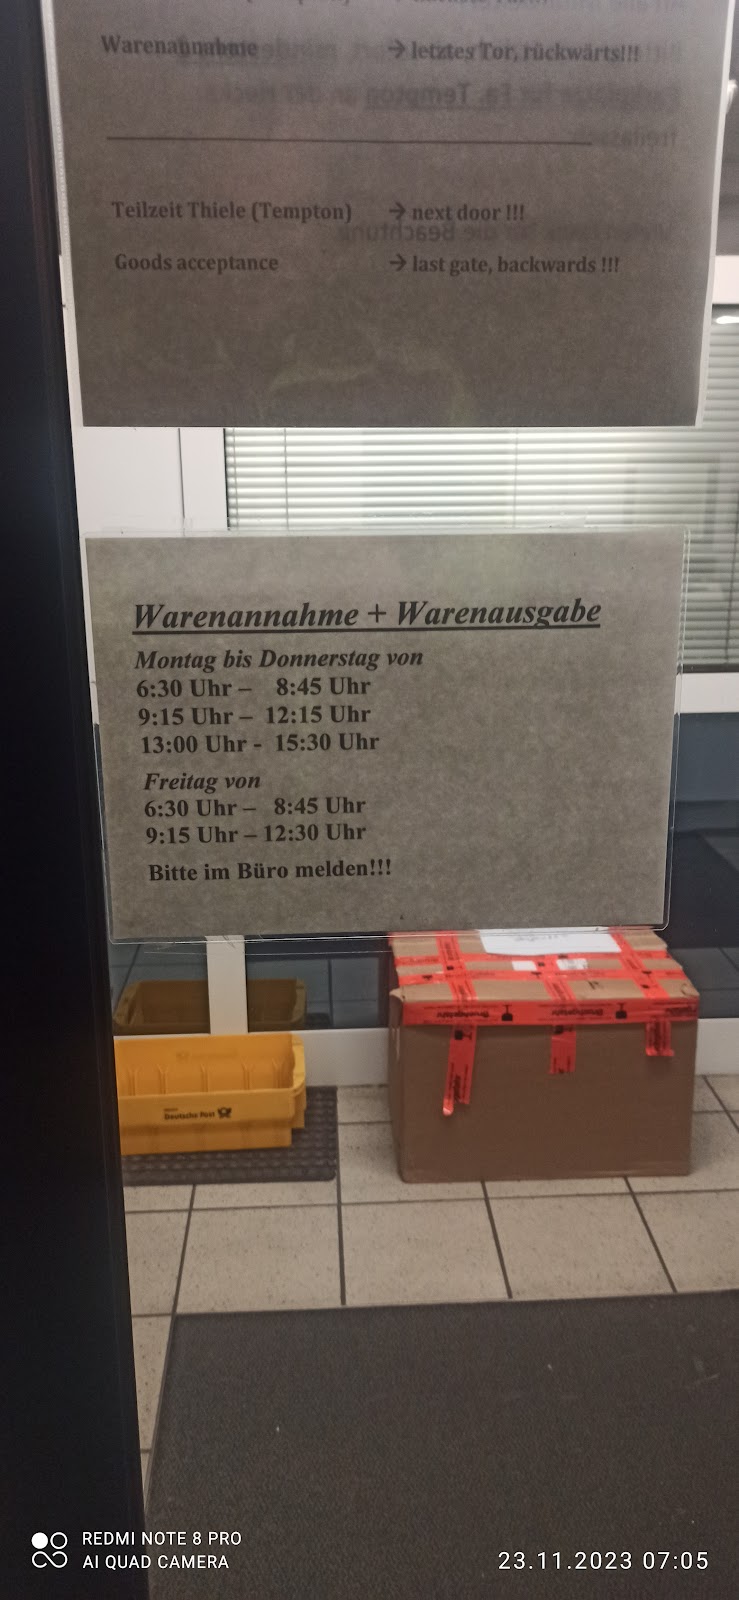 Warenannahme → letztes Tor, rückwärts!!!
Teilzeit Thiele (Tempton) → next door !!!
Goods acceptance → last gate, backwards !!!
Warenannahme + Warenausgabe
Montag bis Donnerstag von
6:30 Uhr – 8:45 Uhr
9:15 Uhr – 12:15 Uhr
13:00 Uhr - 15:30 Uhr
Freitag von
6:30 Uhr – 8:45 Uhr
9:15 Uhr – 12:30 Uhr
Bitte im Büro melden!!!
Bruchgefahr
Deutsche Post
REDMI NOTE 8 PRO
AI QUAD CAMERA
23.11.2023 07:05